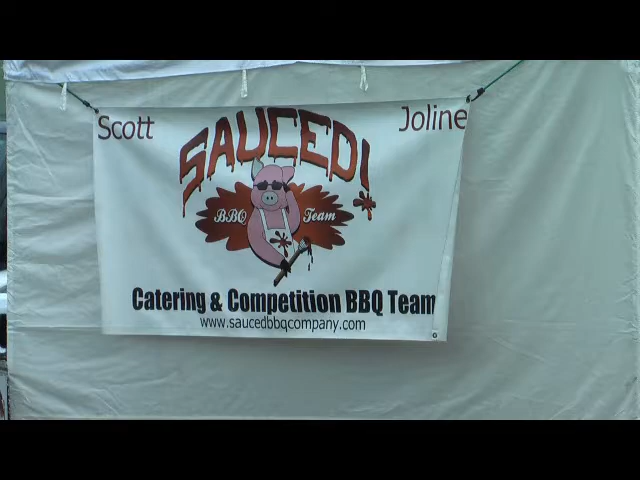 Scott
Joline
SAUCED!
BBQ Team
Catering & Competition BBQ Team
www.saucedbbqcompany.com